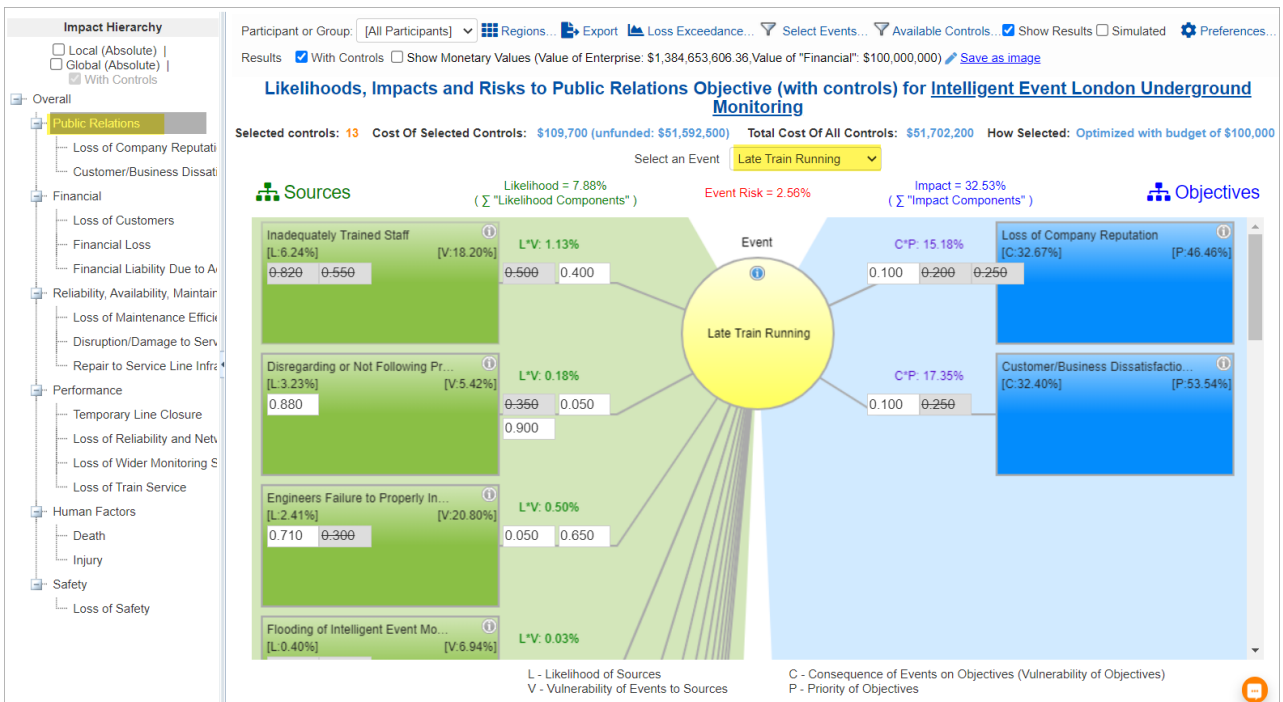 Impact Hierarchy
Local (Absolute) |
Global (Absolute) |
With Controls
Overall
Public Relations
Loss of Company Reputati
Customer/Business Dissati
Financial
Loss of Customers
Financial Loss
Financial Liability Due to A
Reliability, Availability, Maintair
Loss of Maintenance Efficie
Disruption/Damage to Serv
Repair to Service Line Infra
Performance
Temporary Line Closure
Loss of Reliability and Netw
Loss of Wider Monitoring S
Loss of Train Service
Human Factors
Death
Injury
Safety
Loss of Safety
Participant or Group: [All Participants] Regions... Export Loss Exceedance... Select Events... Available Controls... Show Results Simulated Preferences...
Results With Controls Show Monetary Values (Value of Enterprise: $1,384,653,606.36,Value of "Financial": $100,000,000) Save as image
Likelihoods, Impacts and Risks to Public Relations Objective (with controls) for Intelligent Event London Underground
Monitoring
Selected controls: 13 Cost Of Selected Controls: $109,700 (unfunded: $51,592,500) Total Cost Of All Controls: $51,702,200 How Selected: Optimized with budget of $100,000
Select an Event Late Train Running
Sources
Likelihood = 7.88%
( ∑ "Likelihood Components" )
Event Risk = 2.56%
Impact = 32.53%
( ∑ "Impact Components" )
Objectives
Inadequately Trained Staff
[L:6.24%] [V:18.20%]
0.820 0.550
L*V: 1.13%
0.500 0.400
Disregarding or Not Following Pr...
[L:3.23%] [V:5.42%]
0.880
L*V: 0.18%
0.350 0.050
0.900
Engineers Failure to Properly In...
[L:2.41%] [V:20.80%]
0.710 0.300
L*V: 0.50%
0.050 0.650
Flooding of Intelligent Event Mo...
[L:0.40%] [V:6.94%]
L*V: 0.03%
Event
Late Train Running
C*P: 15.18%
0.100 0.200 0.250
Loss of Company Reputation
[C:32.67%] [P:46.46%]
C*P: 17.35%
0.100 0.250
Customer/Business Dissatisfactio...
[C:32.40%] [P:53.54%]
L - Likelihood of Sources
V - Vulnerability of Events to Sources
C - Consequence of Events on Objectives (Vulnerability of Objectives)
P - Priority of Objectives